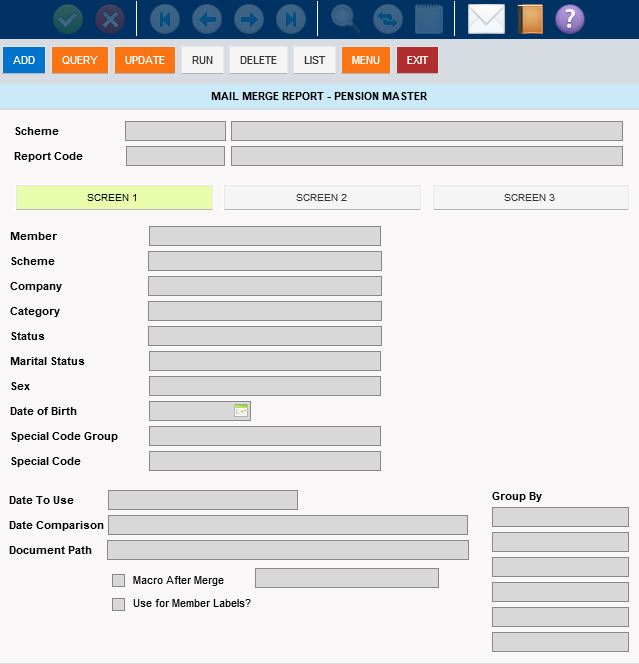 ?
ADD QUERY UPDATE RUN DELETE LIST MENU EXIT
MAIL MERGE REPORT - PENSION MASTER
Scheme
Report Code
SCREEN 1 SCREEN 2 SCREEN 3
Member
Scheme
Company
Category
Status
Marital Status
Sex
Date of Birth
Special Code Group
Special Code
Date To Use
Date Comparison
Document Path
Macro After Merge
Use for Member Labels?
Group By